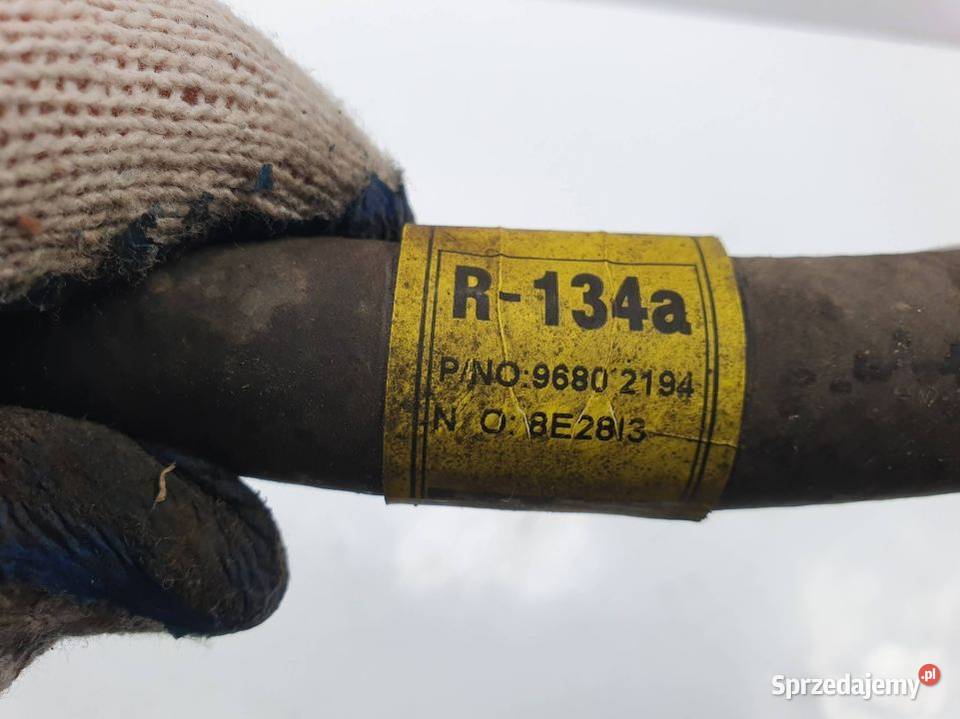 R-134a
P/NO:9680 2194
N O: 8E28I3
Sprzedajemy.pl